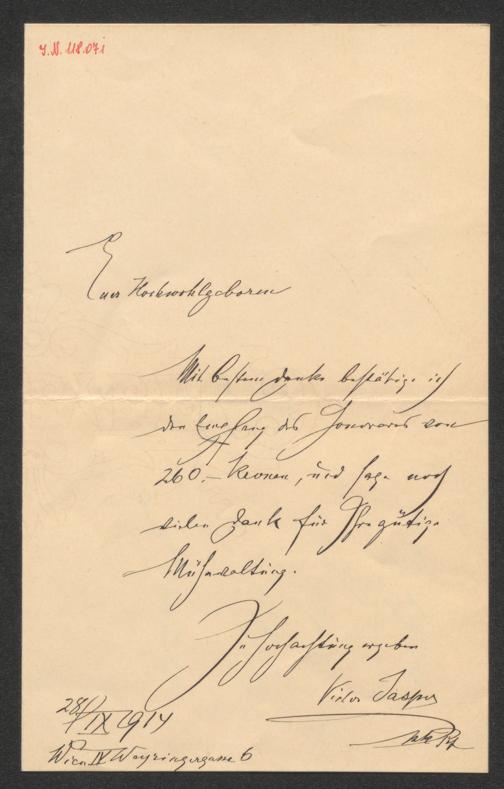 I.N. 118.071
Euer Hochwohlgeboren
Mit bestem Danke bestätige ich
den Empfang des Honorares von
260.– Kronen, und sage noch
vielen Dank für Ihre gütige
Mühewaltung.
In Hochachtung ergeben
Victor Jasper
28/IX 1914
Wien IV Weyringergasse 6